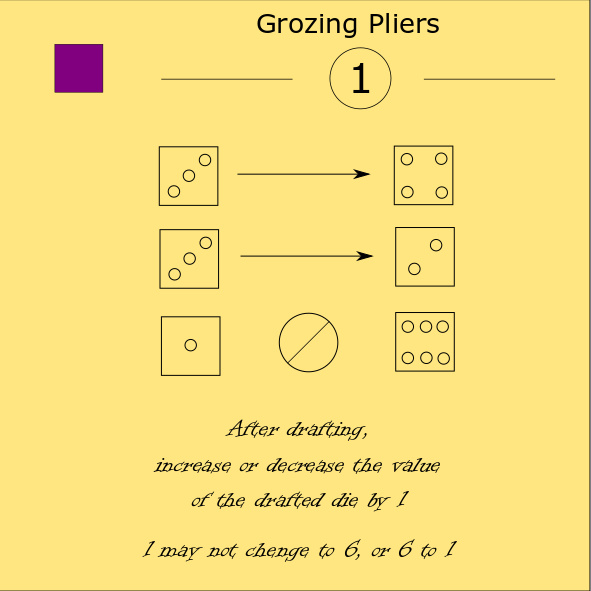 Grozing Pliers
1
After drafting,
increase or decrease the value
of the drafted die by 1
1 may not chenge to 6, or 6 to 1